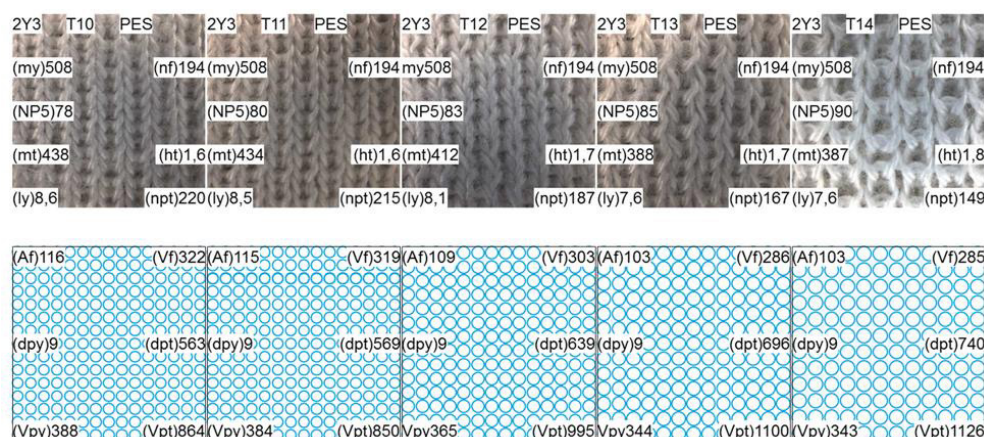 2Y3 T10 PES 2Y3 T11 PES 2Y3 T12 PES 2Y3 T13 PES 2Y3 T14 PES
(my)508 (nf)194 (my)508 (nf)194 my508 (nf)194 (my)508 (nf)194 (my)508 (nf)194
(NP5)78 (NP5)80 (NP5)83 (NP5)85 (NP5)90
(mt)438 (ht)1,6 (mt)434 (ht)1,6 (mt)412 (ht)1,7 (mt)388 (ht)1,7 (mt)387 (ht)1,8
(ly)8,6 (npt)220 (ly)8,5 (npt)215 (ly)8,1 (npt)187 (ly)7,6 (npt)167 (ly)7,6 (npt)149
(Af)116 (Vf)322 (Af)115 (Vf)319 (Af)109 (Vf)303 (Af)103 (Vf)286 (Af)103 (Vf)285
(dpy)9 (dpt)563 (dpy)9 (dpt)569 (dpy)9 (dpt)639 (dpy)9 (dpt)696 (dpy)9 (dpt)740
(Vpy)388 (Vpt)864 (Vpy)384 (Vpt)850 Vpy365 (Vpt)995 Vpy344 (Vpt)1100 (Vpy)343 (Vpt)1126